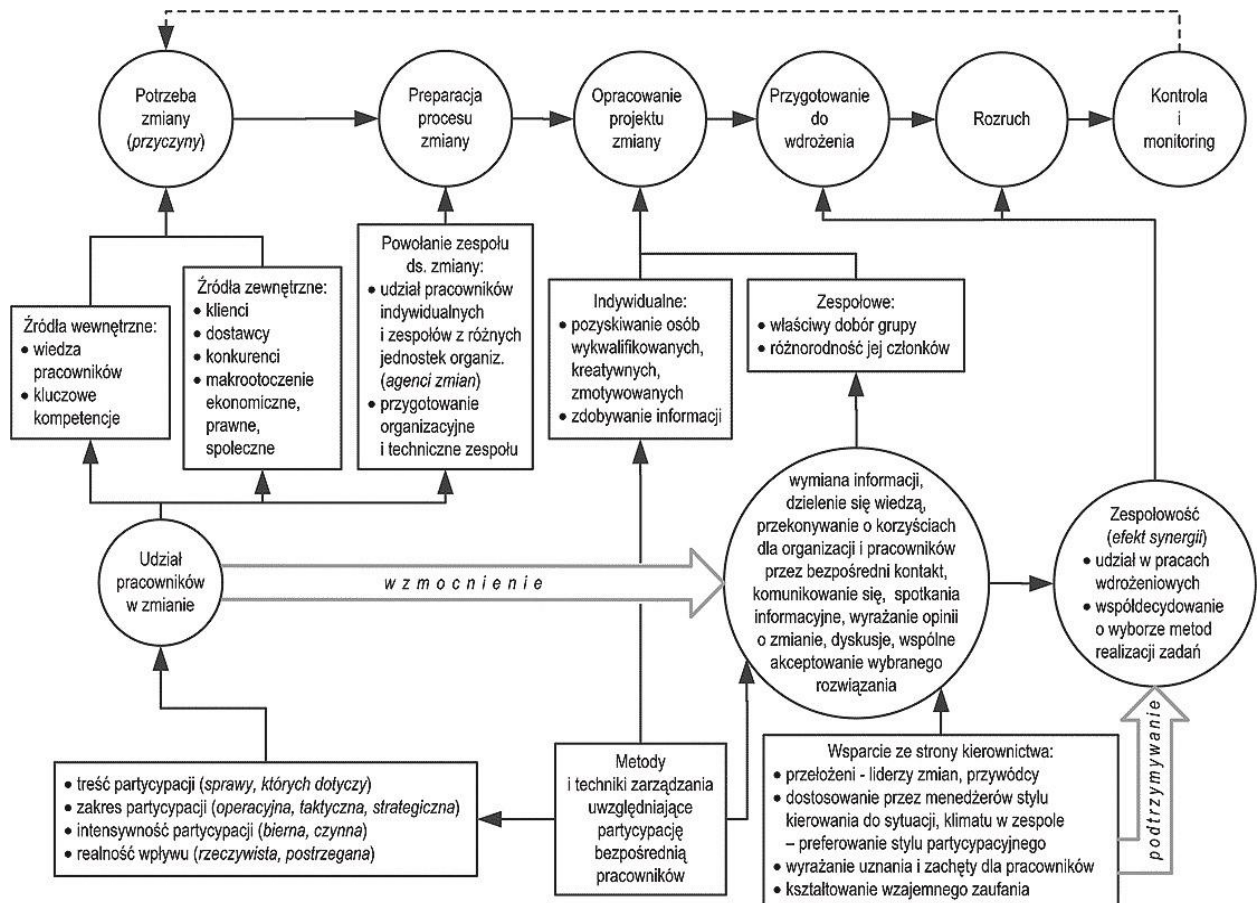 Potrzeba
zmiany
(przyczyny)
Preparacja
procesu
zmiany
Opracowanie
projektu
zmiany
Przygotowanie
do
wdrożenia
Rozruch
Kontrola
i
monitoring
Źródła wewnętrzne:
• wiedza
pracowników
• kluczowe
kompetencje
Źródła zewnętrzne:
• klienci
• dostawcy
• konkurenci
• makrootoczenie
ekonomiczne,
prawne,
społeczne
Powołanie zespołu
ds. zmiany:
• udział pracowników
indywidualnych
i zespołów z różnych
jednostek organiz.
(agenci zmian)
• przygotowanie
organizacyjne
i techniczne zespołu
Indywidualne:
• pozyskiwanie osób
wykwalifikowanych,
kreatywnych,
zmotywowanych
• zdobywanie informacji
Zespołowe:
• właściwy dobór grupy
• różnorodność jej członków
Udział
pracowników
w zmianie
wzmocnienie
wymiana informacji,
dzielenie się wiedzą,
przekonywanie o korzyściach
dla organizacji i pracowników
przez bezpośredni kontakt,
komunikowanie się, spotkania
informacyjne, wyrażanie opinii
o zmianie, dyskusje, wspólne
akceptowanie wybranego
rozwiązania
Zespołowość
(efekt synergii)
• udział w pracach
wdrożeniowych
• współdecydowanie
o wyborze metod
realizacji zadań
• treść partycypacji (sprawy, których dotyczy)
• zakres partycypacji (operacyjna, taktyczna, strategiczna)
• intensywność partycypacji (bierna, czynna)
• realność wpływu (rzeczywista, postrzegana)
Metody
i techniki zarządzania
uwzględniające
partycypację
bezpośrednią
pracowników
Wsparcie ze strony kierownictwa:
• przełożeni - liderzy zmian, przywódcy
• dostosowanie przez menedżerów stylu
kierowania do sytuacji, klimatu w zespole
– preferowanie stylu partycypacyjnego
• wyrażanie uznania i zachęty dla pracowników
• kształtowanie wzajemnego zaufania
podtrzymywanie